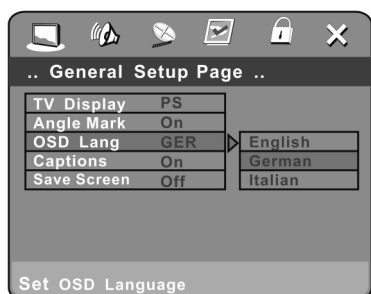 .. General Setup Page ..
TV Display PS
Angle Mark On
OSD Lang GER English
Captions On German
Save Screen Off Italian
Set OSD Language